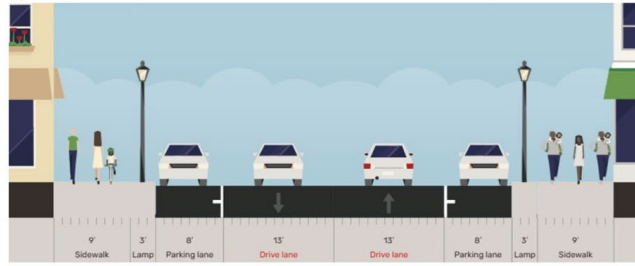 9' 3' 8' 13' 13' 8' 3' 9'
Sidewalk Lamp Parking lane Drive lane Drive lane Parking lane Lamp Sidewalk